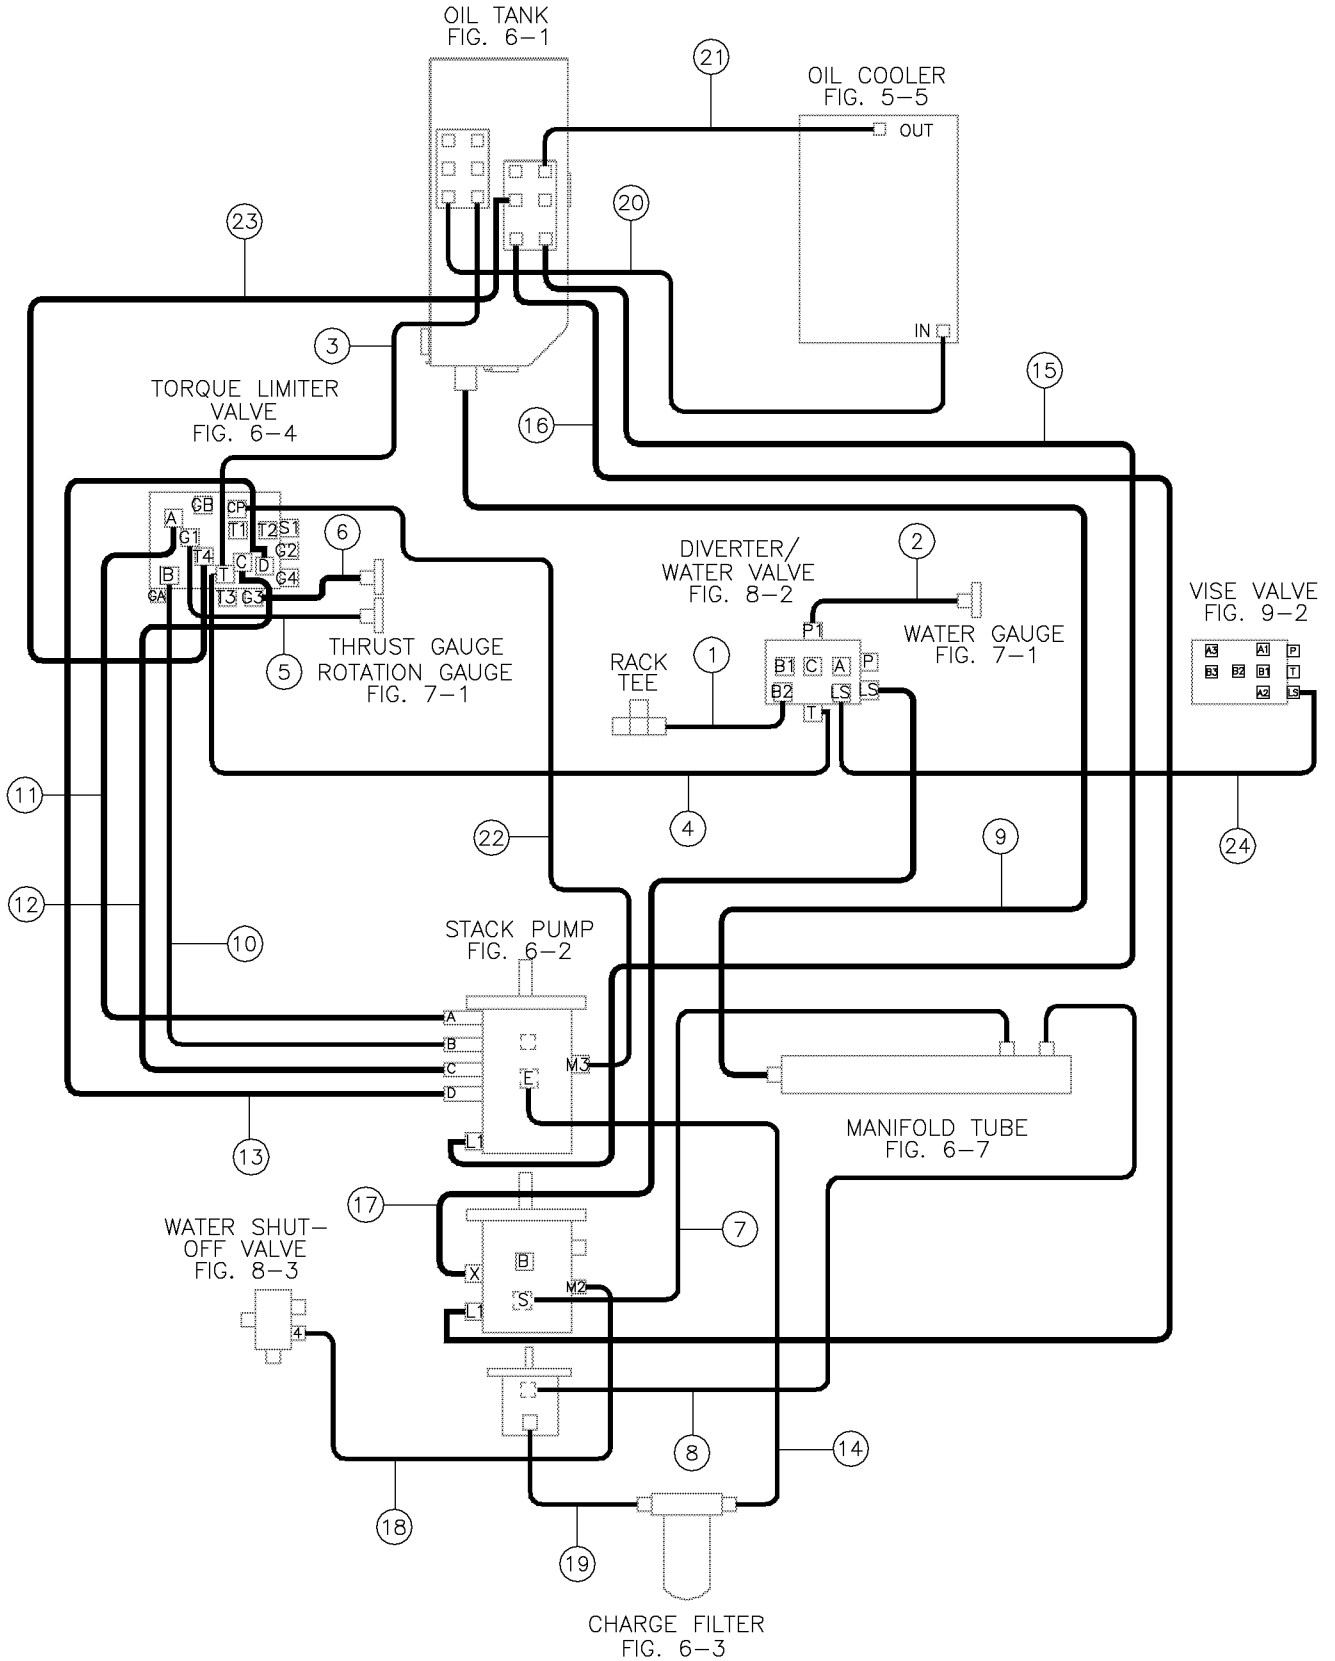 OIL TANK
FIG. 6-1
21
OIL COOLER
FIG. 5-5
OUT
20
23
IN
3
15
TORQUE LIMITER
VALVE
FIG. 6-4
16
GB
CP
A
T1
T2
S1
G1
6
2
T4
G2
DIVERTER/
WATER VALVE
FIG. 8-2
C
D
T
B
G4
GA
T3
G3
VISE VALVE
FIG. 9-2
P1
WATER GAUGE
FIG. 7-1
THRUST GAUGE
ROTATION GAUGE
FIG. 7-1
5
1
RACK
TEE
B1
C
A
P
A3
A1
P
B3
B2
B1
T
B2
LS
LS
A2
LS
T
11
4
22
9
24
12
10
STACK PUMP
FIG. 6-2
A
B
C
D
M3
E
L1
13
MANIFOLD TUBE
FIG. 6-7
17
WATER SHUT-
OFF VALVE
FIG. 8-3
7
B
X
M2
S
L1
4
8
14
18
19
CHARGE FILTER
FIG. 6-3